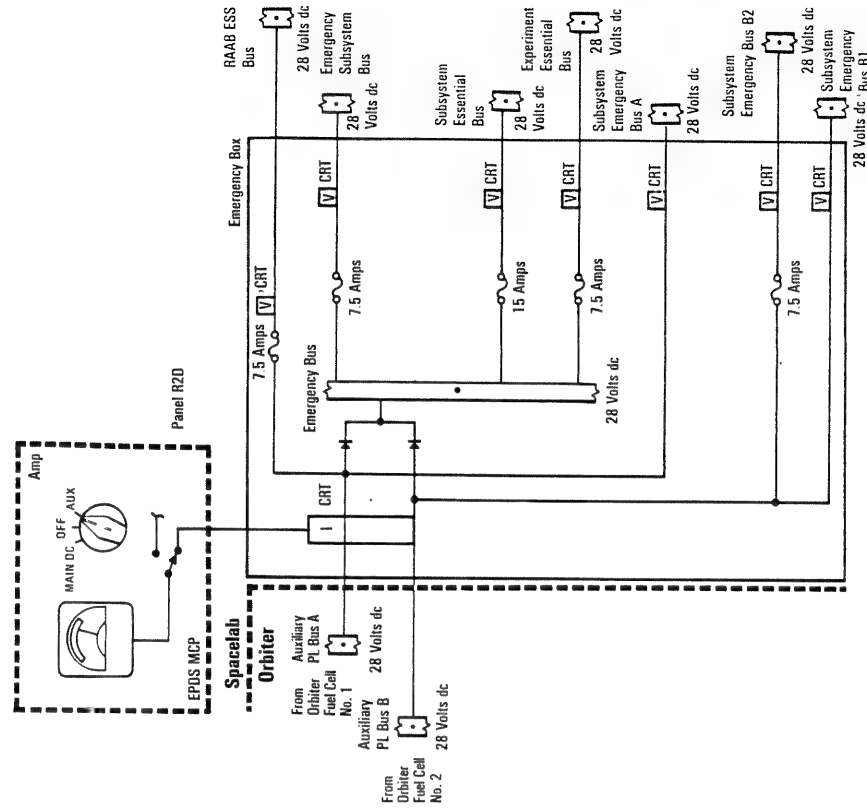 RAAB ESS
Bus
28 Volts dc
Emergency
Subsystem
Bus
28
Volts dc
Subsystem
Essential
Bus
28
Volts dc
Experiment
Essential
Bus
28
Volts dc
Subsystem
Emergency
Bus A
28 Volts dc
Subsystem
Emergency Bus B2
28
Volts dc
Subsystem
Emergency
Bus B1
28 Volts dc
Emergency Box
V CRT
7.5 Amps
V CRT
7.5 Amps
V CRT
15 Amps
V CRT
7.5 Amps
V CRT
V CRT
7.5 Amps
V CRT
Emergency Bus
28 Volts dc
Panel R2D
Amp
MAIN DC
OFF
AUX
EPDS MCP
CRT
I
Spacelab
Orbiter
Auxiliary
PL Bus A
28 Volts dc
From
Orbiter
Fuel Cell
No. 1
Auxiliary
PL Bus B
28 Volts dc
From
Orbiter
Fuel Cell
No. 2